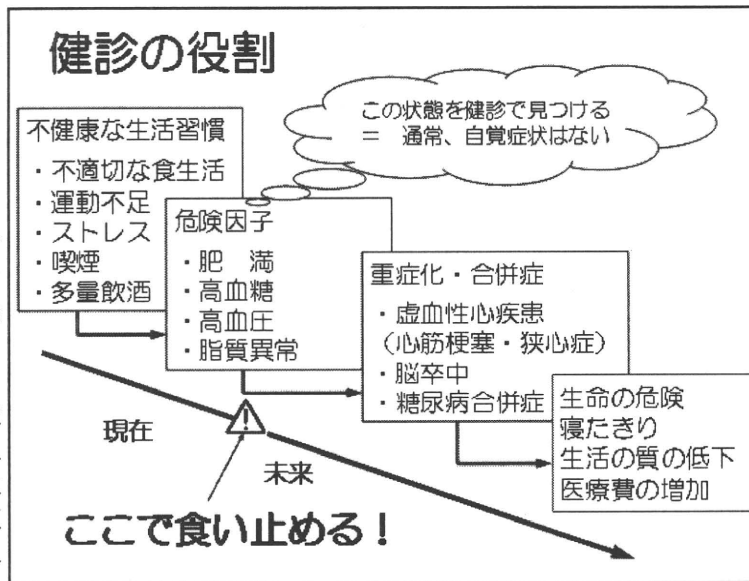 健診の役割
この状態を健診で見つける
＝ 通常、自覚症状はない
不健康な生活習慣
・不適切な食生活
・運動不足
・ストレス
・喫煙
・多量飲酒
危険因子
・肥　満
・高血糖
・高血圧
・脂質異常
重症化・合併症
・虚血性心疾患
（心筋梗塞・狭心症）
・脳卒中
・糖尿病合併症
生命の危険
寝たきり
生活の質の低下
医療費の増加
現在
!
未来
ここで食い止める！